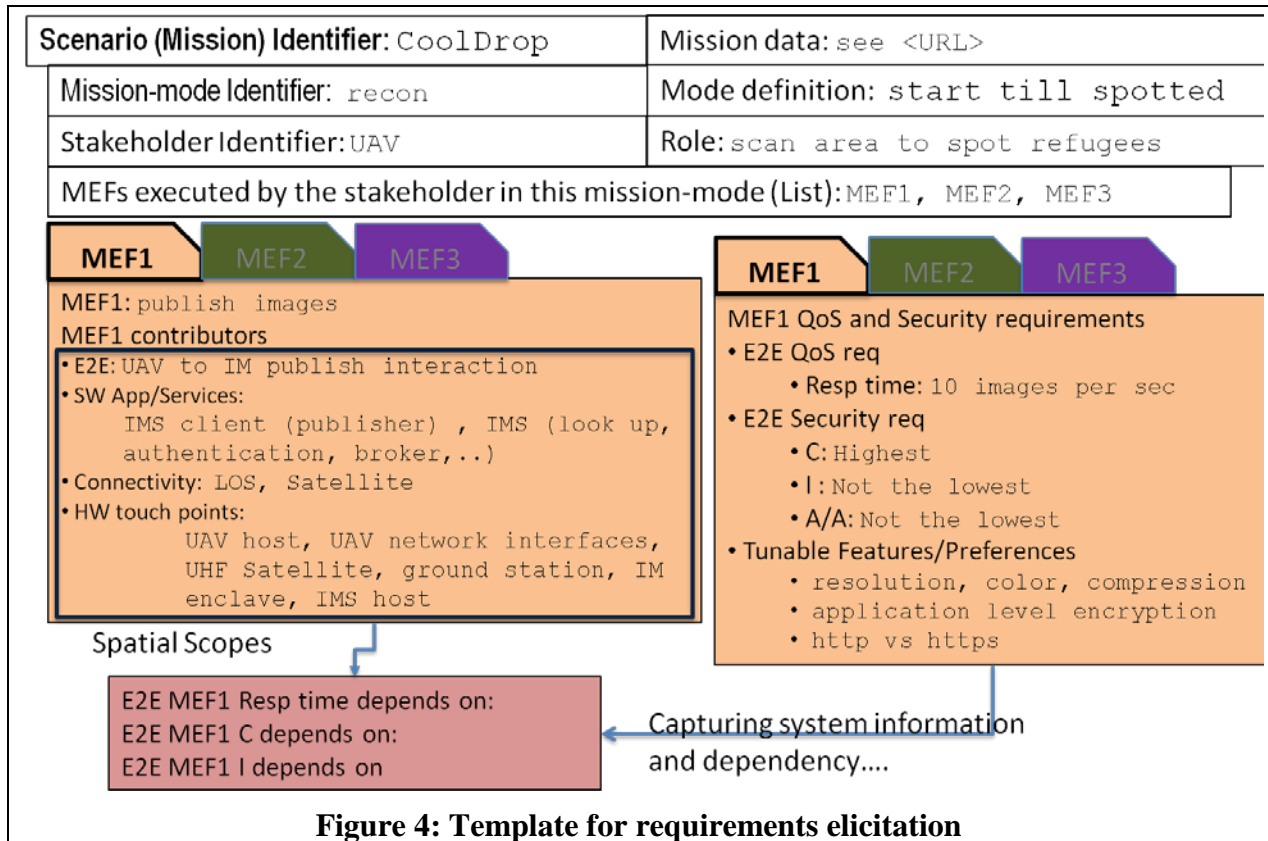 Scenario (Mission) Identifier: CoolDrop
Mission data: see <URL>
Mission-mode Identifier: recon
Mode definition: start till spotted
Stakeholder Identifier: UAV
Role: scan area to spot refugees
MEFs executed by the stakeholder in this mission-mode (List): MEF1, MEF2, MEF3
MEF1 MEF2 MEF3
MEF1: publish images
MEF1 contributors
• E2E: UAV to IM publish interaction
• SW App/Services:
IMS client (publisher) , IMS (look up,
authentication, broker,..)
• Connectivity: LOS, Satellite
• HW touch points:
UAV host, UAV network interfaces,
UHF Satellite, ground station, IM
enclave, IMS host
Spatial Scopes
MEF1 MEF2 MEF3
MEF1 QoS and Security requirements
• E2E QoS req
• Resp time: 10 images per sec
• E2E Security req
• C: Highest
• I : Not the lowest
• A/A: Not the lowest
• Tunable Features/Preferences
• resolution, color, compression
• application level encryption
• http vs https
E2E MEF1 Resp time depends on:
E2E MEF1 C depends on:
E2E MEF1 I depends on
Capturing system information
and dependency....
Figure 4: Template for requirements elicitation